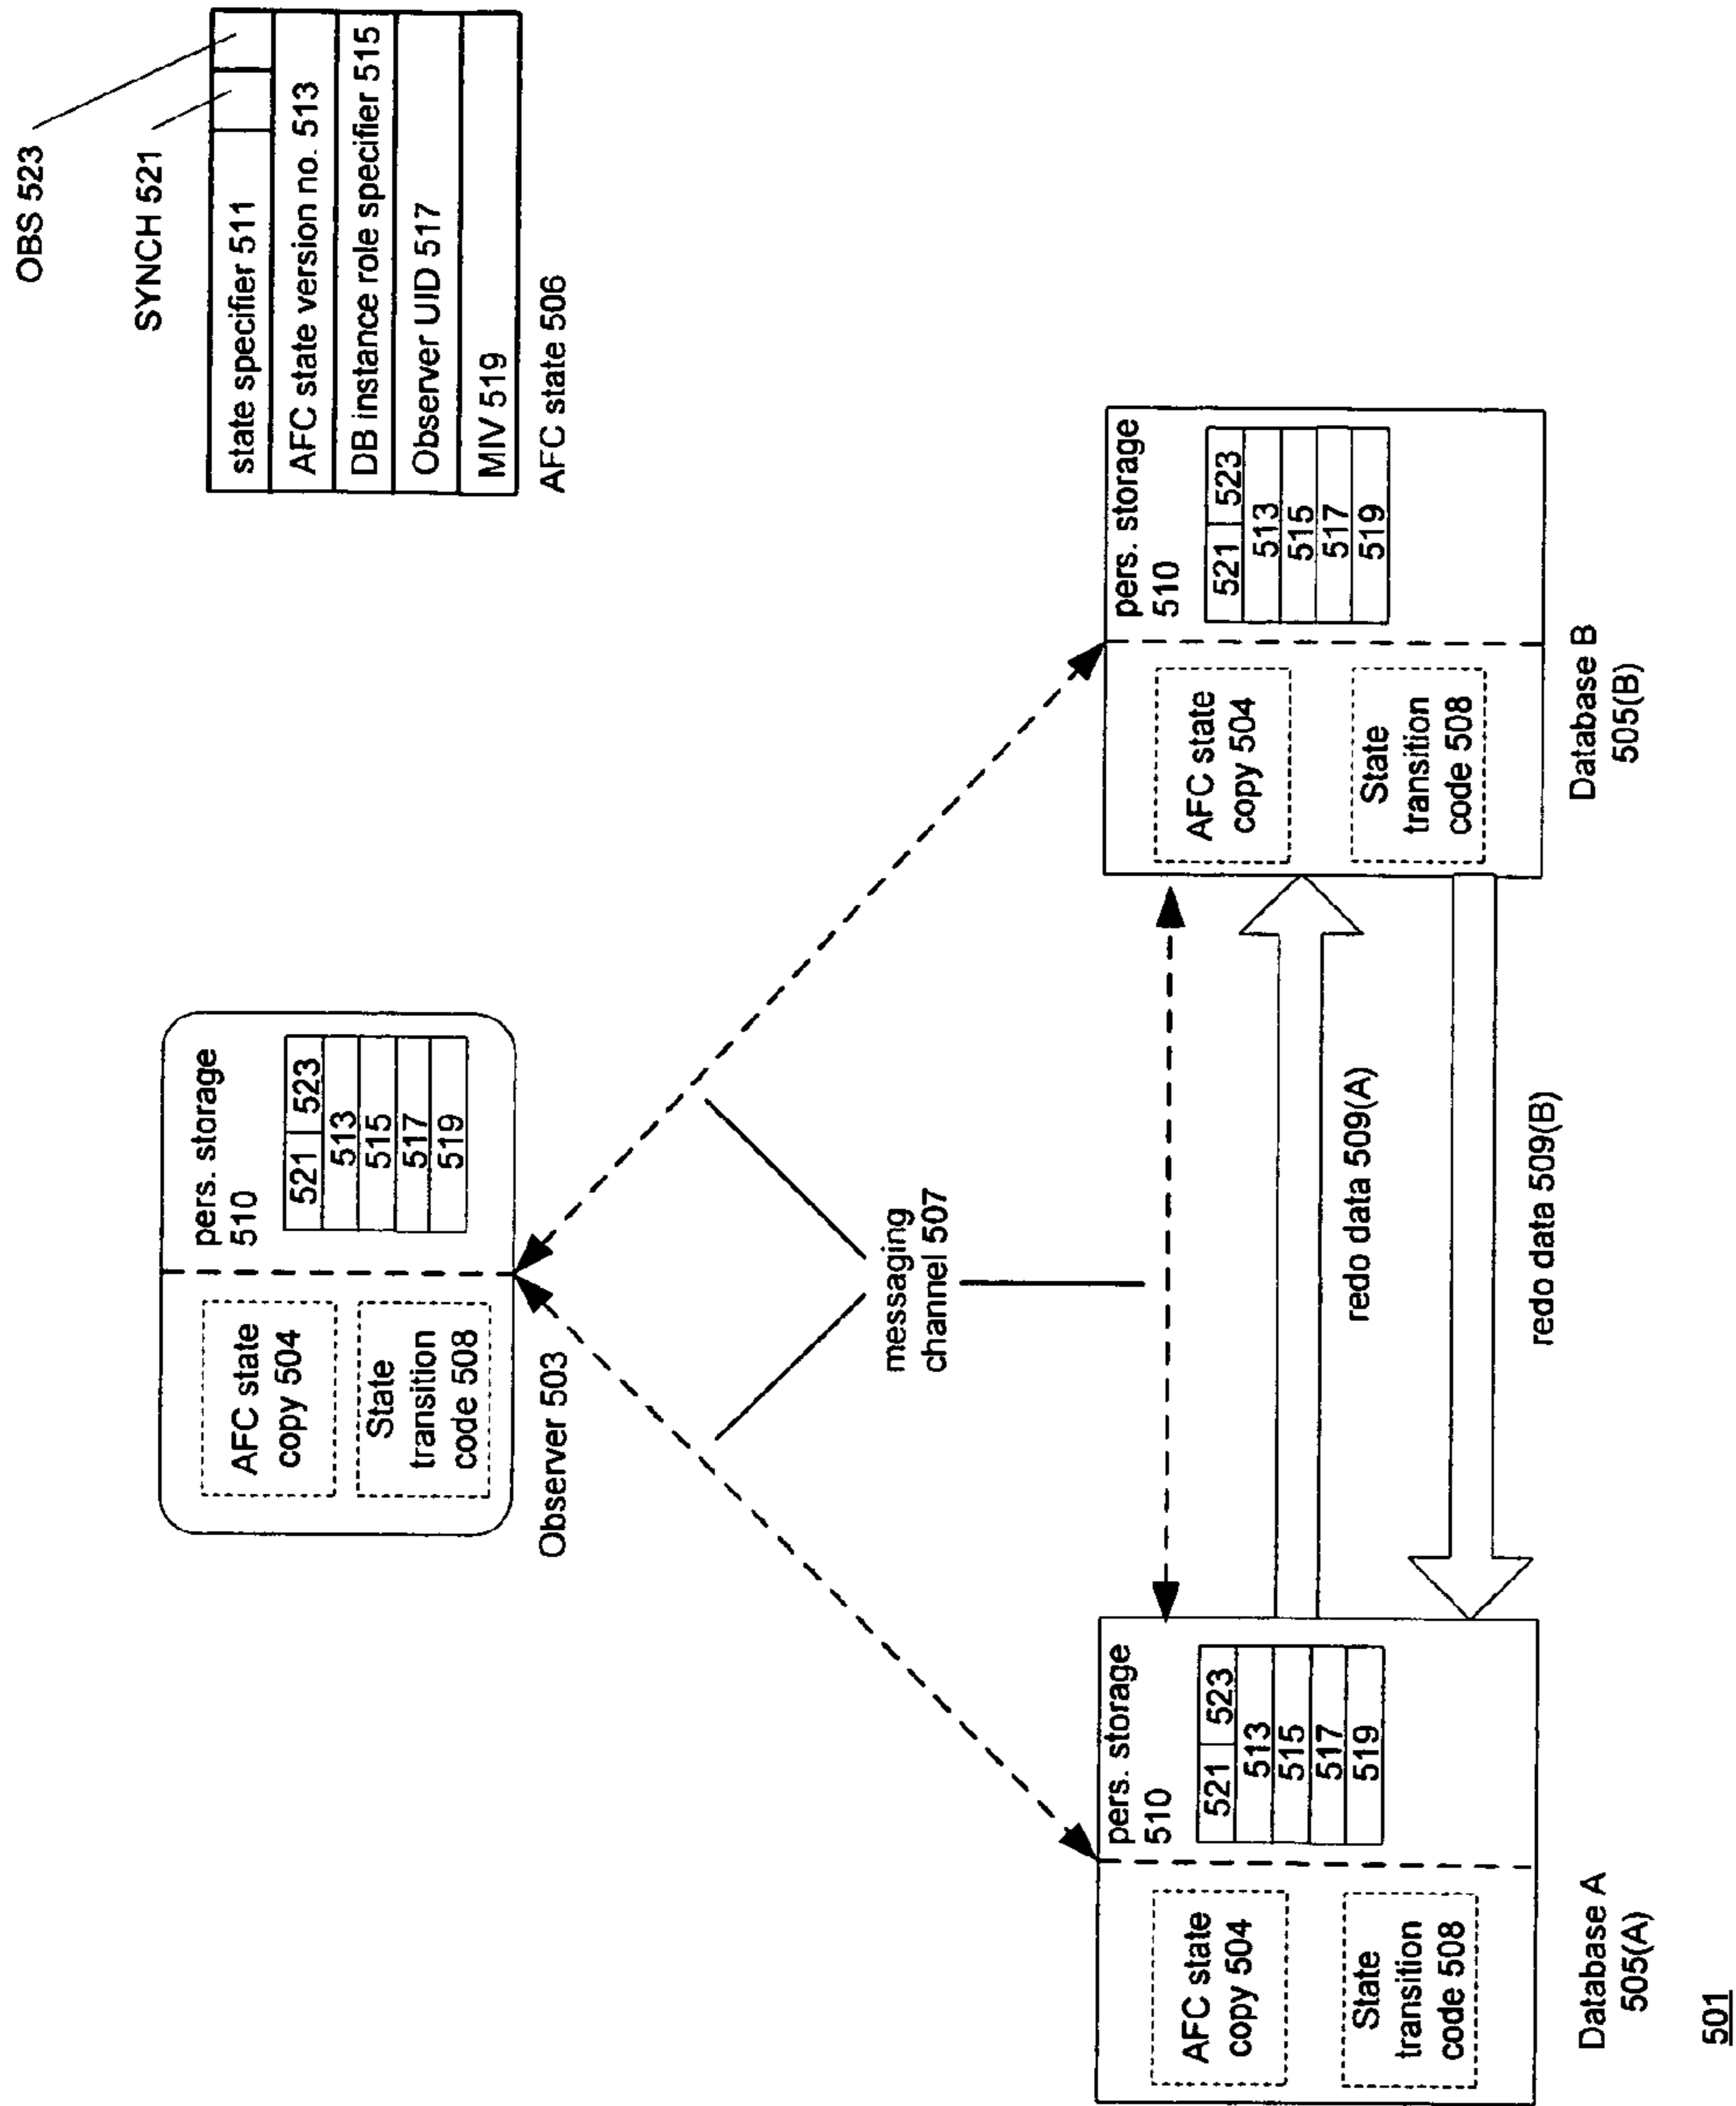 OBS 523
SYNCH 521
state specifier 511
AFC state version no. 513
DB instance role specifier 515
Observer UID 517
MIV 519
AFC state 506
AFC state
copy 504
State
transition
code 508
pers. storage
510
521 523
513
515
517
519
Observer 503
messaging
channel 507
AFC state
copy 504
State
transition
code 508
pers. storage
510
521 523
513
515
517
519
Database A
505(A)
redo data 509(A)
redo data 509(B)
AFC state
copy 504
State
transition
code 508
pers. storage
510
521 523
513
515
517
519
Database B
505(B)
501